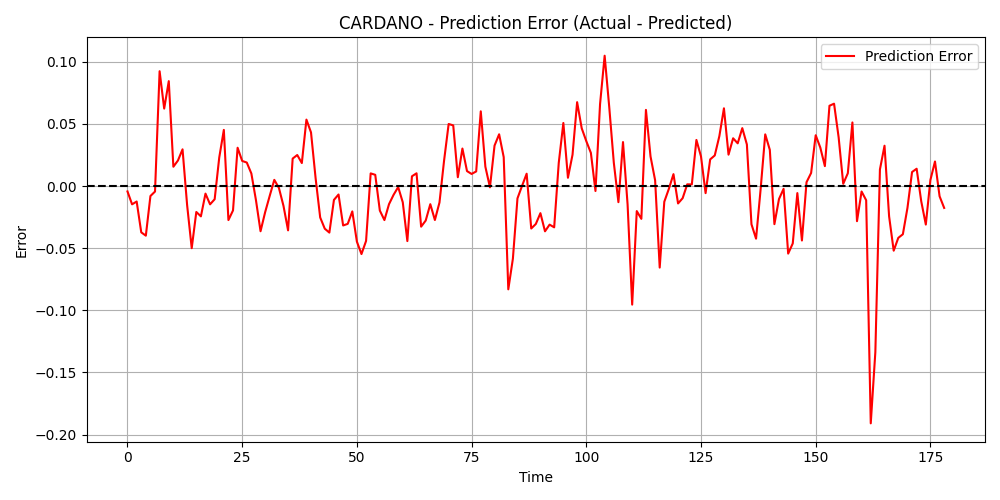 CARDANO - Prediction Error (Actual - Predicted)
Prediction Error
0.10
0.05
0.00
−0.05
−0.10
−0.15
−0.20
Error
0 25 50 75 100 125 150 175
Time